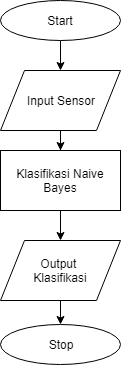 Start
Input Sensor
Klasifikasi Naive
Bayes
Output
Klasifikasi
Stop